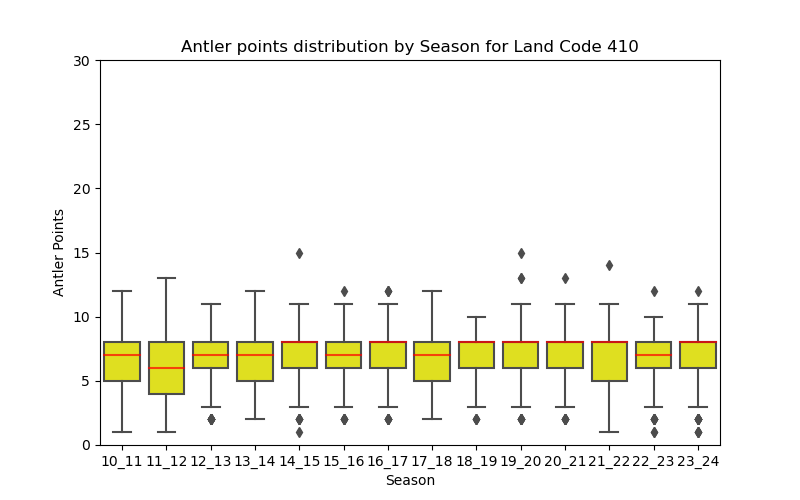 Antler points distribution by Season for Land Code 410
30
25
20
15
10
5
0
Antler Points
10_11 11_12 12_13 13_14 14_15 15_16 16_17 17_18 18_19 19_20 20_21 21_22 22_23 23_24
Season